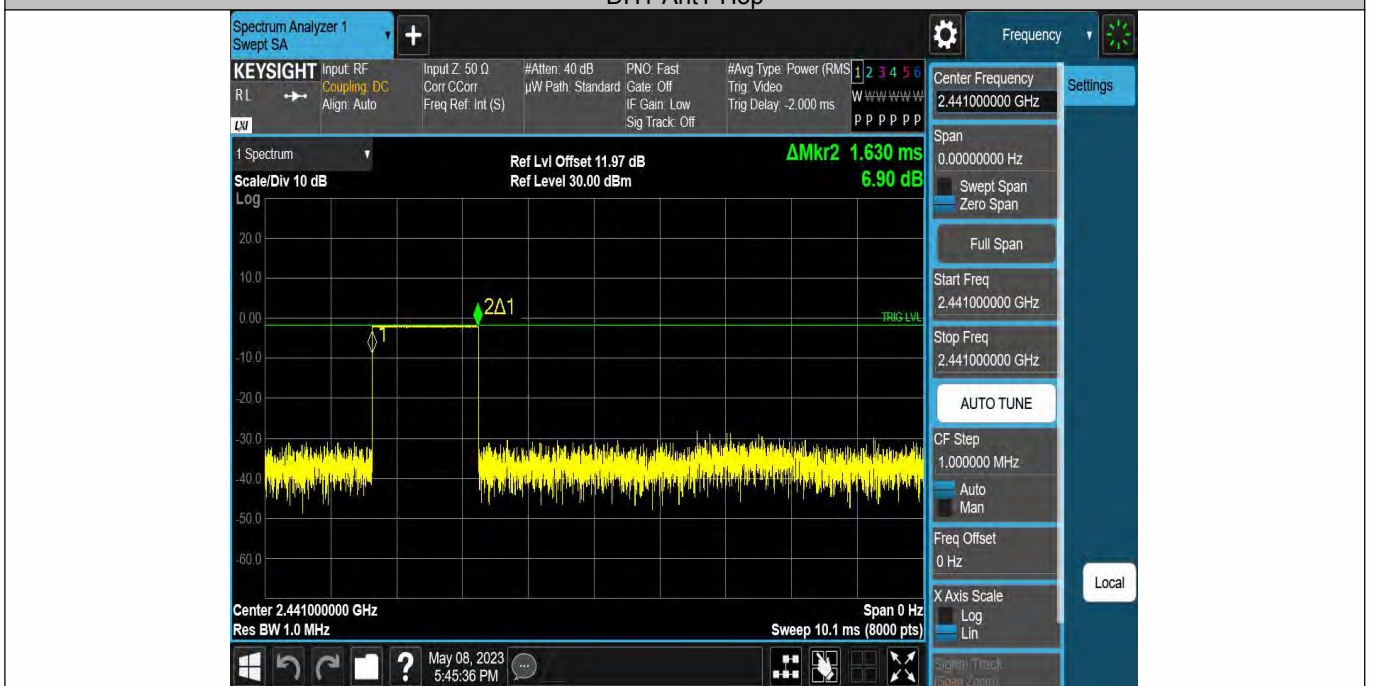 Spectrum Analyzer 1
Swept SA
+
Frequency
KEYSIGHT
RL
LXI
Input: RF
Coupling: DC
Align: Auto
Input Z: 50 Ω
Corr CCorr
Freq Ref: Int (S)
#Atten: 40 dB
µW Path: Standard
PNO: Fast
Gate: Off
IF Gain: Low
Sig Track: Off
#Avg Type: Power (RMS
Trig: Video
Trig Delay: -2.000 ms
1 2 3 4 5 6
W W W W W W
P P P P P P
Center Frequency
2.441000000 GHz
Settings
1 Spectrum
Scale/Div 10 dB
Log
Ref Lvl Offset 11.97 dB
Ref Level 30.00 dBm
ΔMkr2 1.630 ms
6.90 dB
Span
0.00000000 Hz
Swept Span
Zero Span
Full Span
Start Freq
2.441000000 GHz
Stop Freq
2.441000000 GHz
AUTO TUNE
CF Step
1.000000 MHz
Auto
Man
Freq Offset
0 Hz
X Axis Scale
Log
Lin
Signal Track
(Span Zoom)
Local
20.0
10.0
0.00
-10.0
-20.0
-30.0
-40.0
-50.0
-60.0
2Δ1
1
TRIG LVL
Center 2.441000000 GHz
Res BW 1.0 MHz
Span 0 Hz
Sweep 10.1 ms (8000 pts)
?
May 08, 2023
5:45:36 PM